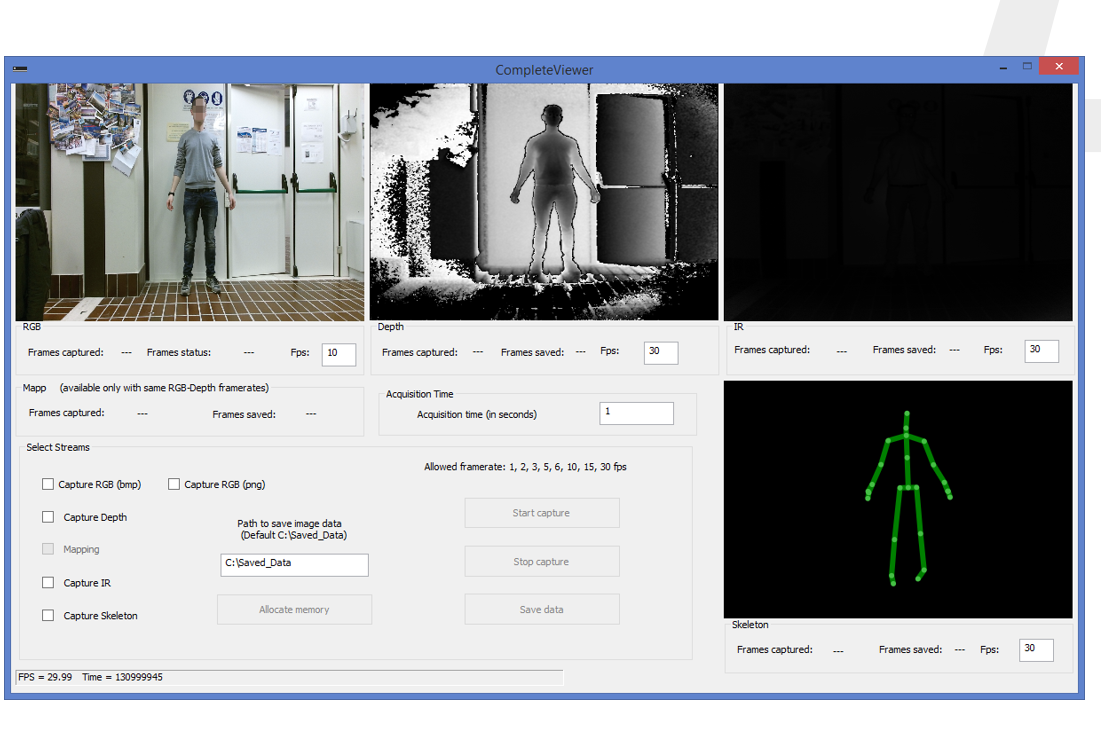 CompleteViewer
RGB
Frames captured: --- Frames status: --- Fps: 10
Depth
Frames captured: --- Frames saved: --- Fps: 30
IR
Frames captured: --- Frames saved: --- Fps: 30
Mapp (available only with same RGB-Depth framerates)
Frames captured: --- Frames saved: ---
Acquisition Time
Acquisition time (in seconds) 1
Select Streams
Allowed framerate: 1, 2, 3, 5, 6, 10, 15, 30 fps
Capture RGB (bmp) Capture RGB (png)
Capture Depth
Mapping
Capture IR
Capture Skeleton
Path to save image data
(Default C:\Saved_Data)
C:\Saved_Data
Allocate memory
Start capture
Stop capture
Save data
Skeleton
Frames captured: --- Frames saved: --- Fps: 30
FPS = 29.99 Time = 130999945